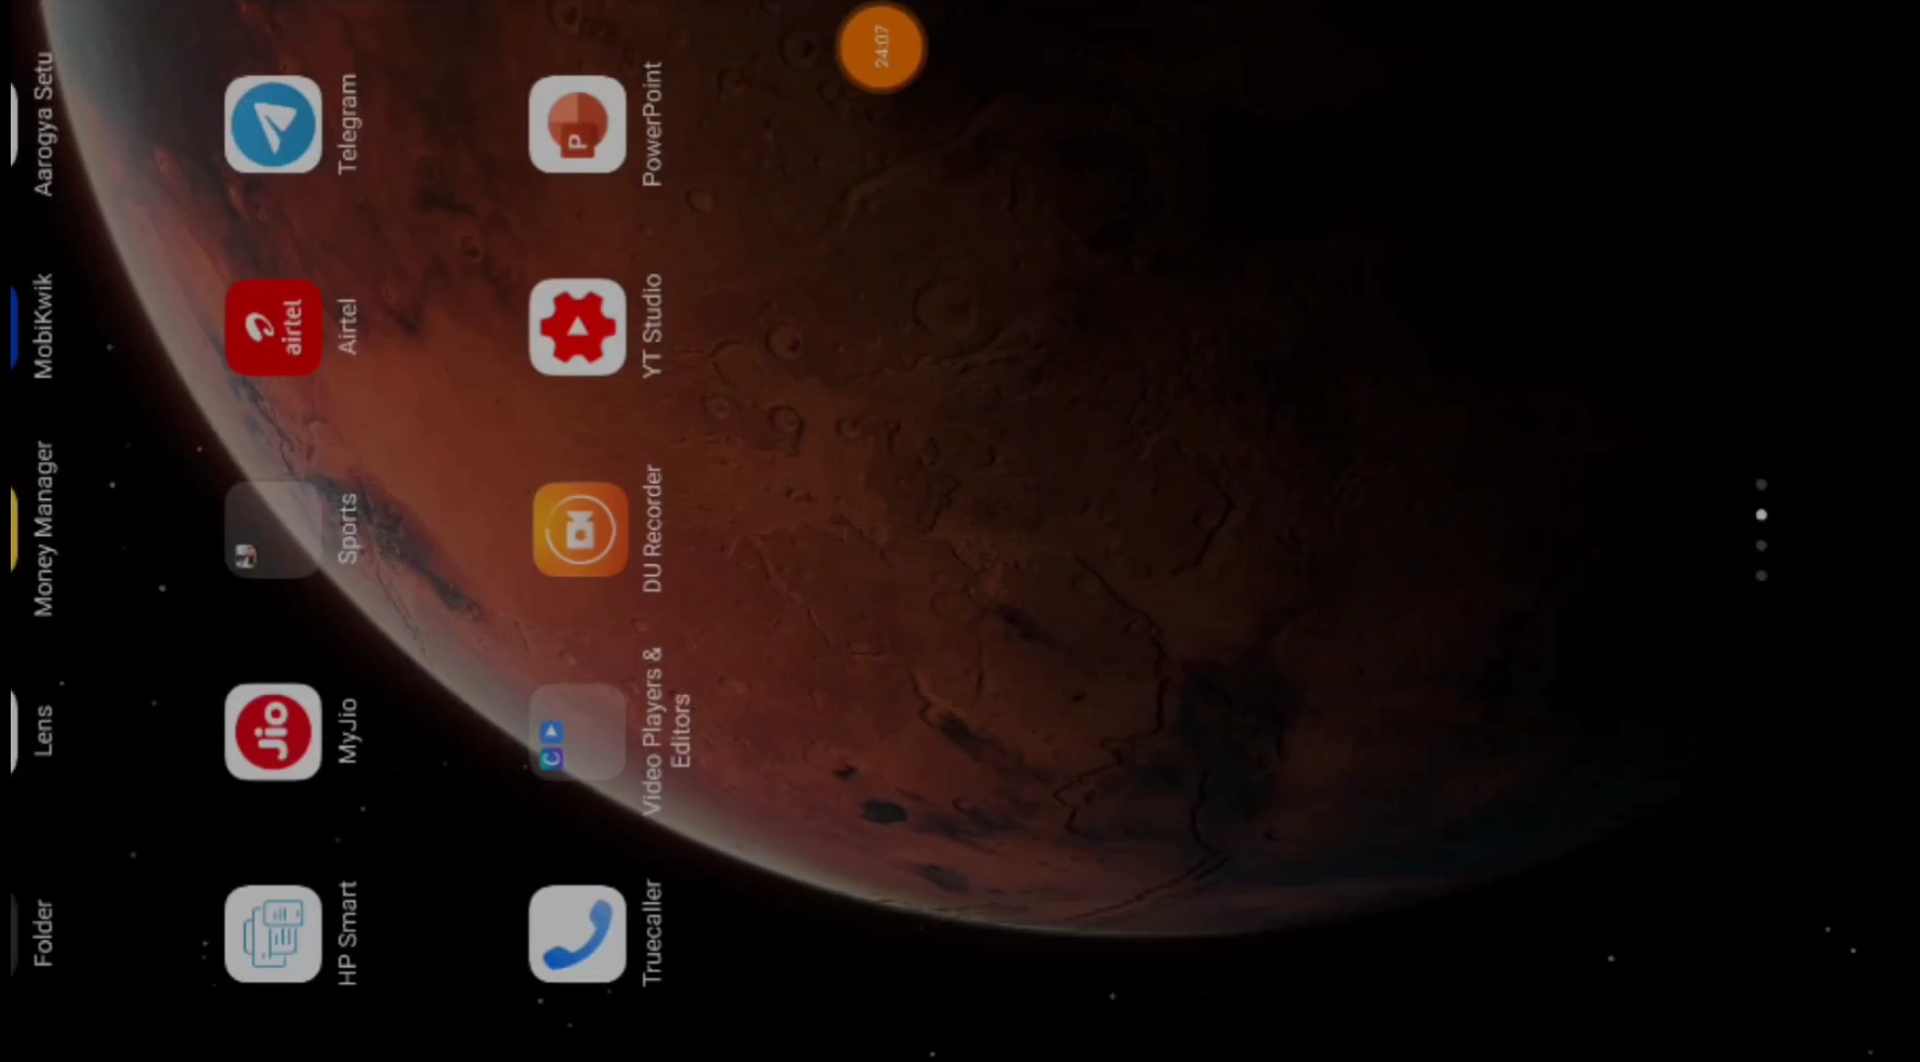 Folder
Lens
Money Manager
MobiKwik
Aarogya Setu
HP Smart
Jio
MyJio
Sports
airtel
Airtel
Telegram
Truecaller
C
Video Players &
Editors
DU Recorder
YT Studio
P
PowerPoint
24:07